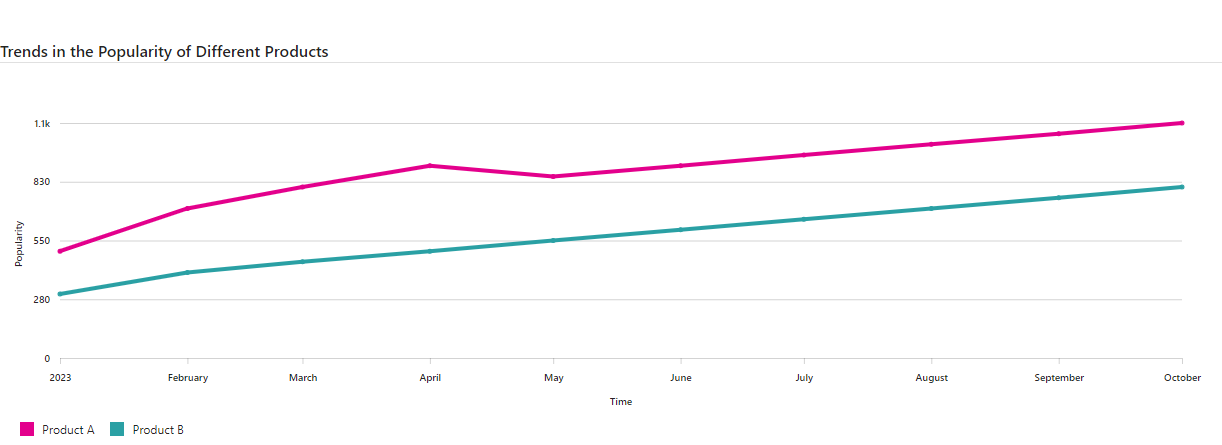 Trends in the Popularity of Different Products
1.1k
830
550
280
0
Popularity
2023 February March April May June July August September October
Time
Product A Product B